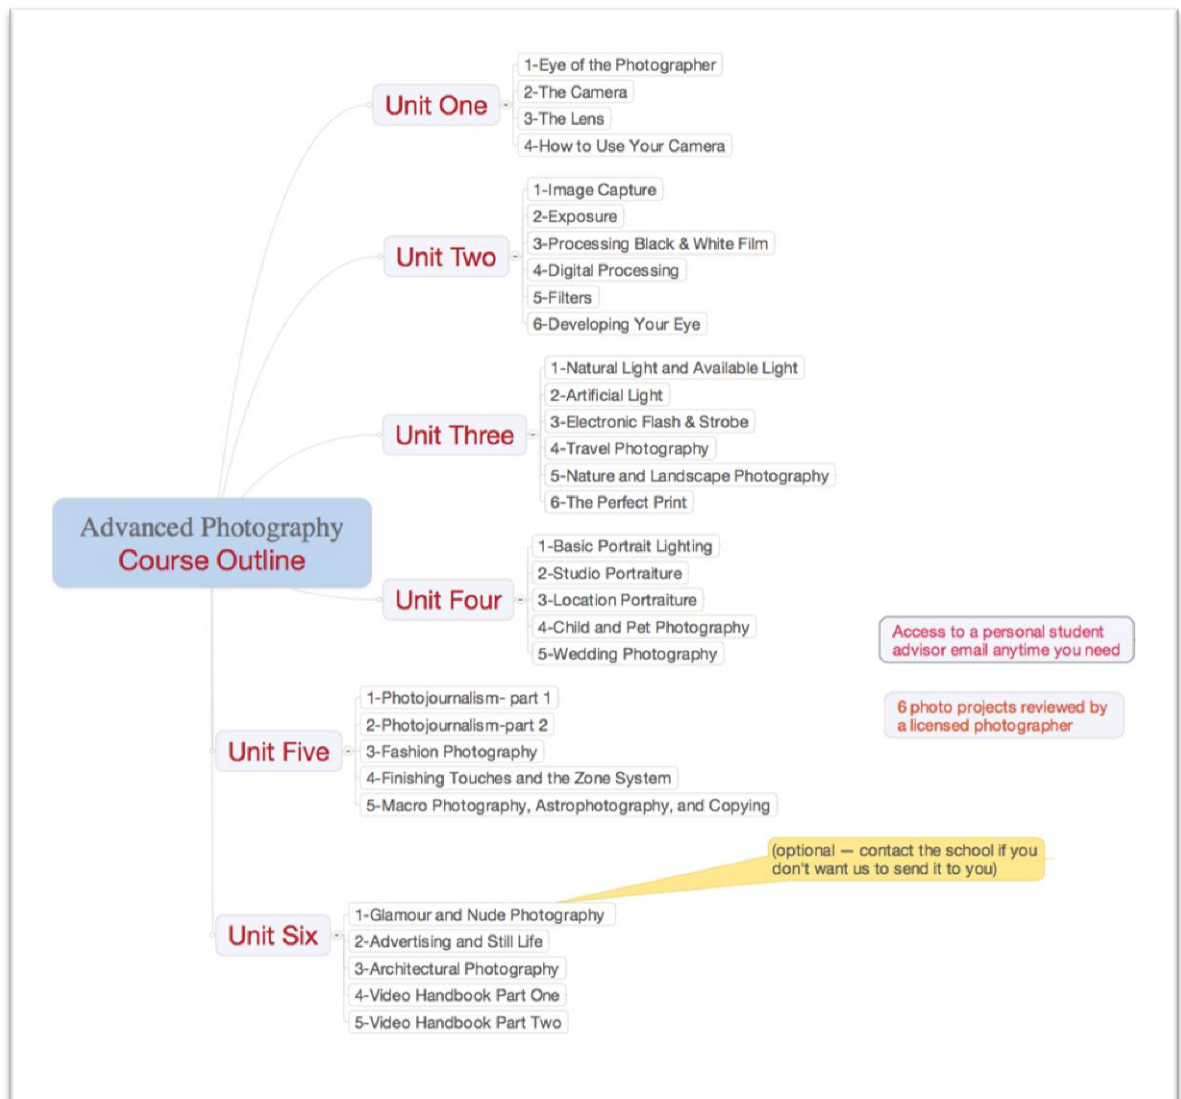 Advanced Photography
Course Outline
Unit One
1-Eye of the Photographer
2-The Camera
3-The Lens
4-How to Use Your Camera
Unit Two
1-Image Capture
2-Exposure
3-Processing Black & White Film
4-Digital Processing
5-Filters
6-Developing Your Eye
Unit Three
1-Natural Light and Available Light
2-Artificial Light
3-Electronic Flash & Strobe
4-Travel Photography
5-Nature and Landscape Photography
6-The Perfect Print
Unit Four
1-Basic Portrait Lighting
2-Studio Portraiture
3-Location Portraiture
4-Child and Pet Photography
5-Wedding Photography
Access to a personal student
advisor email anytime you need
6 photo projects reviewed by
a licensed photographer
Unit Five
1-Photojournalism- part 1
2-Photojournalism-part 2
3-Fashion Photography
4-Finishing Touches and the Zone System
5-Macro Photography, Astrophotography, and Copying
(optional — contact the school if you
don't want us to send it to you)
Unit Six
1-Glamour and Nude Photography
2-Advertising and Still Life
3-Architectural Photography
4-Video Handbook Part One
5-Video Handbook Part Two